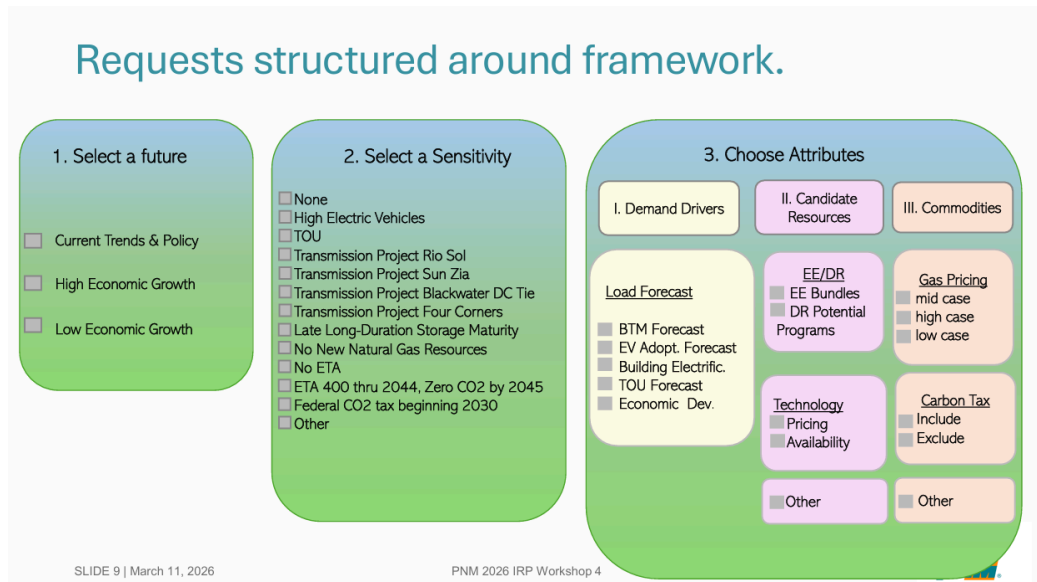 Requests structured around framework.
1. Select a future
Current Trends & Policy
High Economic Growth
Low Economic Growth
2. Select a Sensitivity
None
High Electric Vehicles
TOU
Transmission Project Rio Sol
Transmission Project Sun Zia
Transmission Project Blackwater DC Tie
Transmission Project Four Corners
Late Long-Duration Storage Maturity
No New Natural Gas Resources
No ETA
ETA 400 thru 2044, Zero CO2 by 2045
Federal CO2 tax beginning 2030
Other
3. Choose Attributes
I. Demand Drivers
Load Forecast
BTM Forecast
EV Adopt. Forecast
Building Electrific.
TOU Forecast
Economic Dev.
II. Candidate
Resources
EE/DR
EE Bundles
DR Potential
Programs
Technology
Pricing
Availability
Other
III. Commodities
Gas Pricing
mid case
high case
low case
Carbon Tax
Include
Exclude
Other
SLIDE 9 | March 11, 2026
PNM 2026 IRP Workshop 4